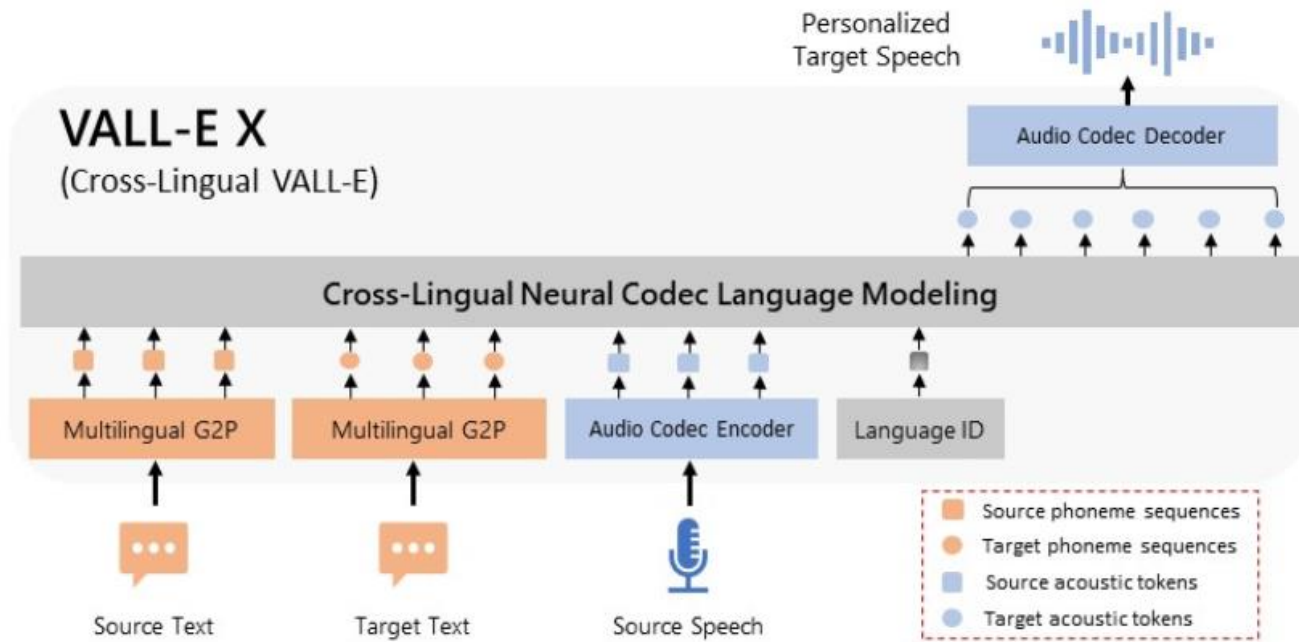 Personalized
Target Speech
VALL-E X
(Cross-Lingual VALL-E)
Audio Codec Decoder
Cross-Lingual Neural Codec Language Modeling
Multilingual G2P
Multilingual G2P
Audio Codec Encoder
Language ID
Source Text
Target Text
Source Speech
Source phoneme sequences
Target phoneme sequences
Source acoustic tokens
Target acoustic tokens